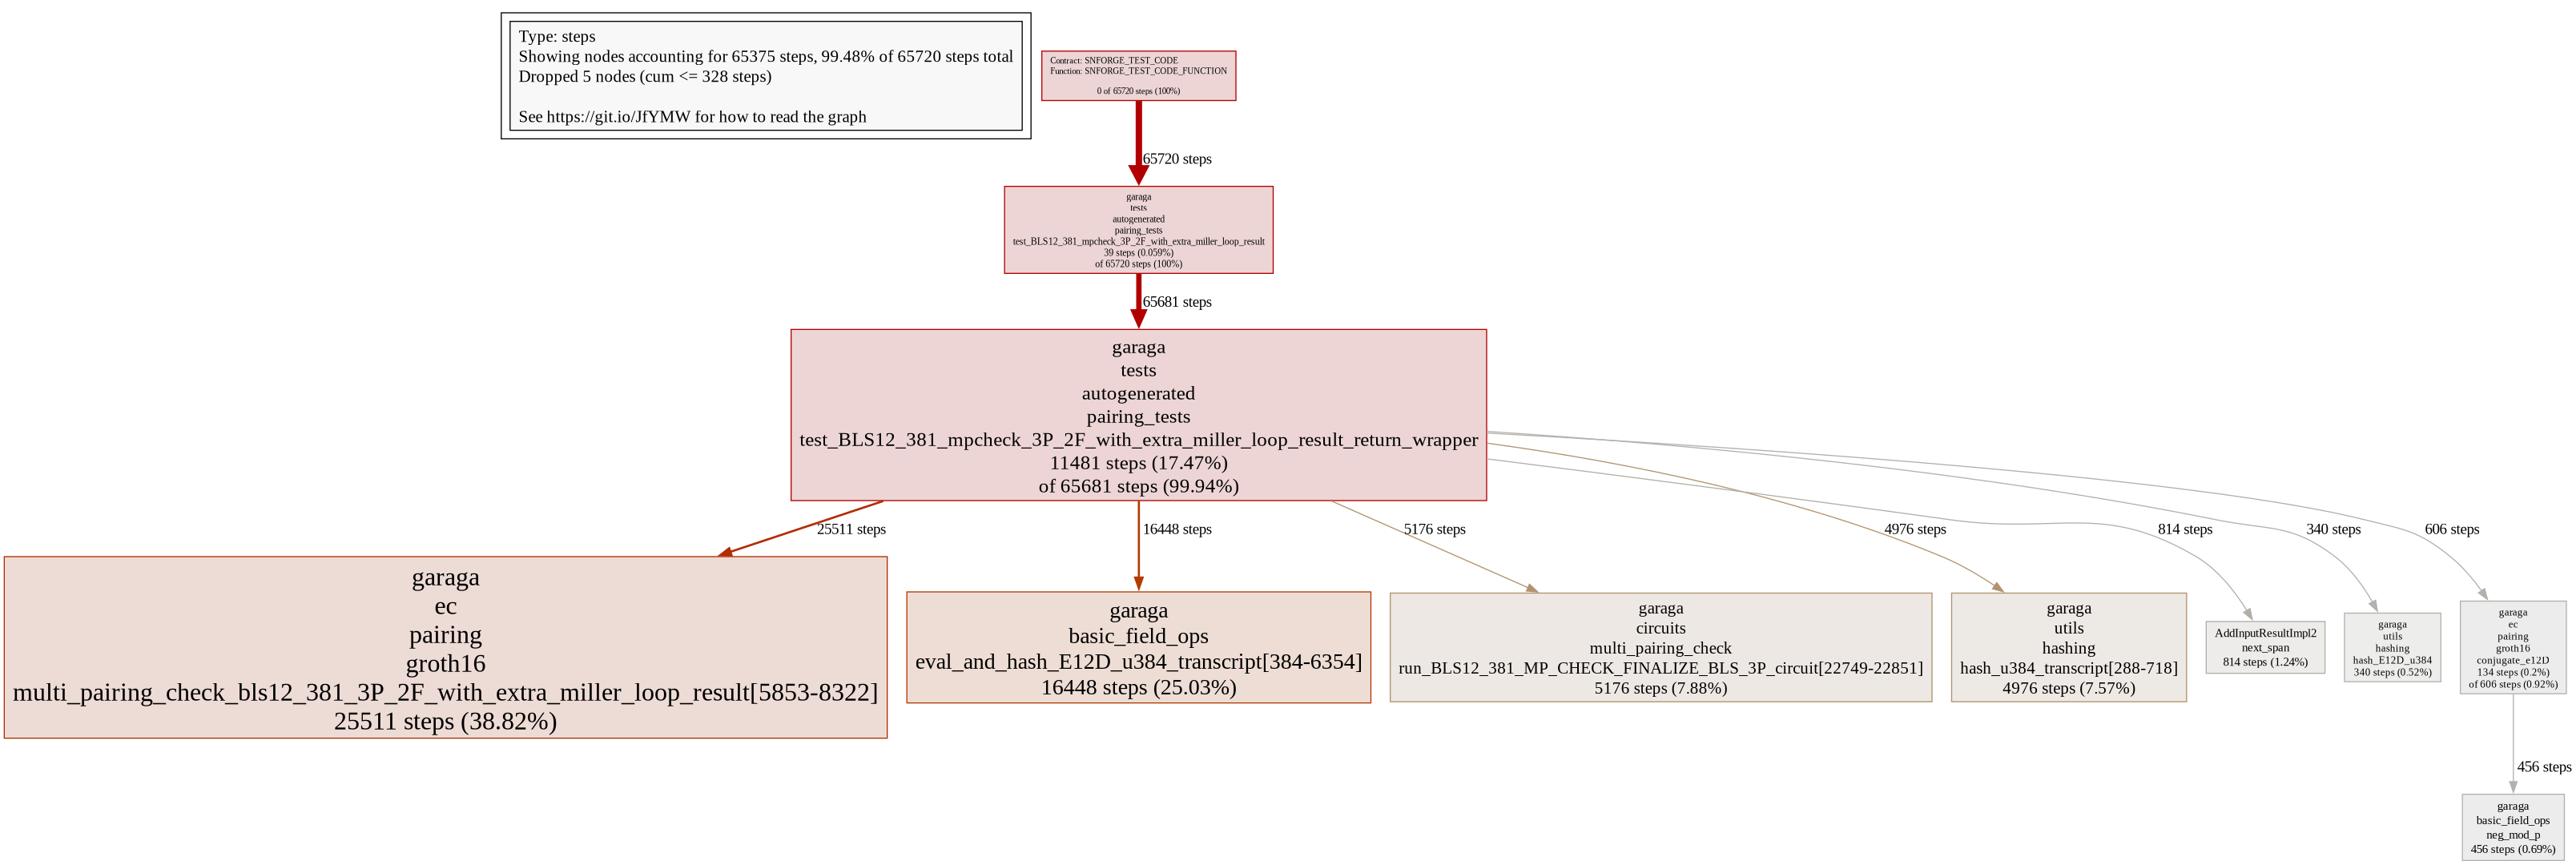 Type: steps
Showing nodes accounting for 65375 steps, 99.48% of 65720 steps total
Dropped 5 nodes (cum <= 328 steps)
See https://git.io/JfYMW for how to read the graph
Contract: SNFORGE_TEST_CODE
Function: SNFORGE_TEST_CODE_FUNCTION
0 of 65720 steps (100%)
65720 steps
garaga
tests
autogenerated
pairing_tests
test_BLS12_381_mpcheck_3P_2F_with_extra_miller_loop_result
39 steps (0.059%)
of 65720 steps (100%)
65681 steps
garaga
tests
autogenerated
pairing_tests
test_BLS12_381_mpcheck_3P_2F_with_extra_miller_loop_result_return_wrapper
11481 steps (17.47%)
of 65681 steps (99.94%)
25511 steps
16448 steps
5176 steps
4976 steps
814 steps
340 steps
606 steps
garaga
ec
pairing
groth16
multi_pairing_check_bls12_381_3P_2F_with_extra_miller_loop_result[5853-8322]
25511 steps (38.82%)
garaga
basic_field_ops
eval_and_hash_E12D_u384_transcript[384-6354]
16448 steps (25.03%)
garaga
circuits
multi_pairing_check
run_BLS12_381_MP_CHECK_FINALIZE_BLS_3P_circuit[22749-22851]
5176 steps (7.88%)
garaga
utils
hashing
hash_u384_transcript[288-718]
4976 steps (7.57%)
AddInputResultImpl2
next_span
814 steps (1.24%)
garaga
utils
hashing
hash_E12D_u384
340 steps (0.52%)
garaga
ec
pairing
groth16
conjugate_e12D
134 steps (0.2%)
of 606 steps (0.92%)
456 steps
garaga
basic_field_ops
neg_mod_p
456 steps (0.69%)